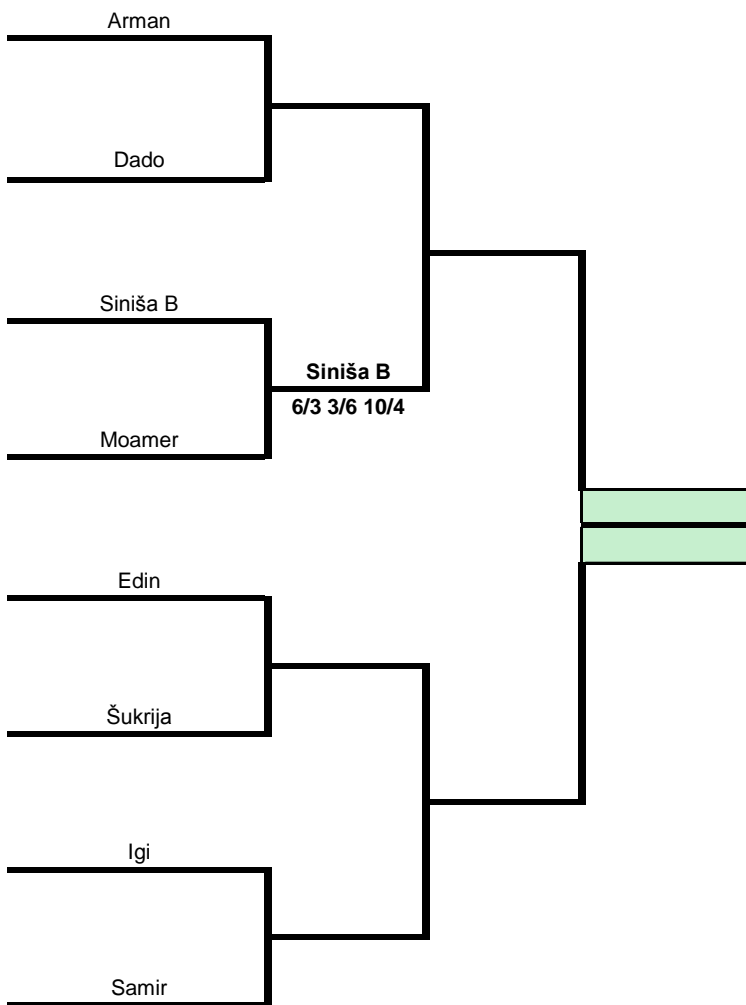 Arman
Dado
Siniša B
Siniša B
6/3 3/6 10/4
Moamer
Edin
Šukrija
Igi
Samir